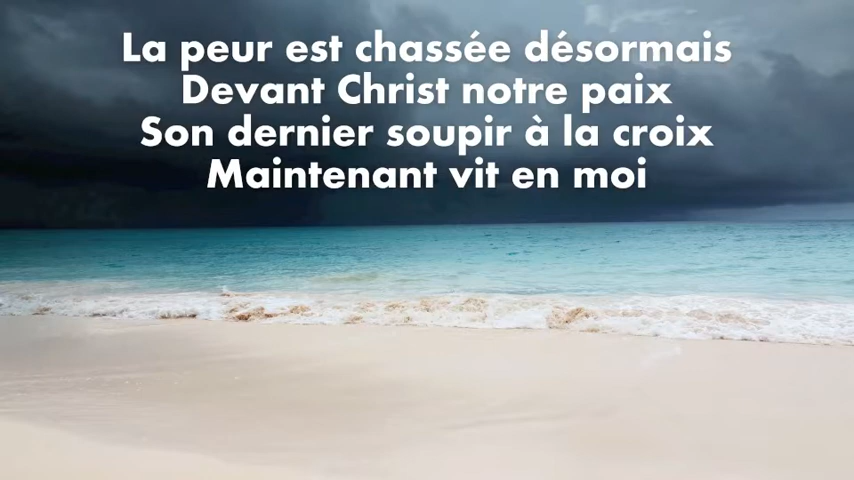 La peur est chassée désormais
Devant Christ notre paix
Son dernier soupir à la croix
Maintenant vit en moi